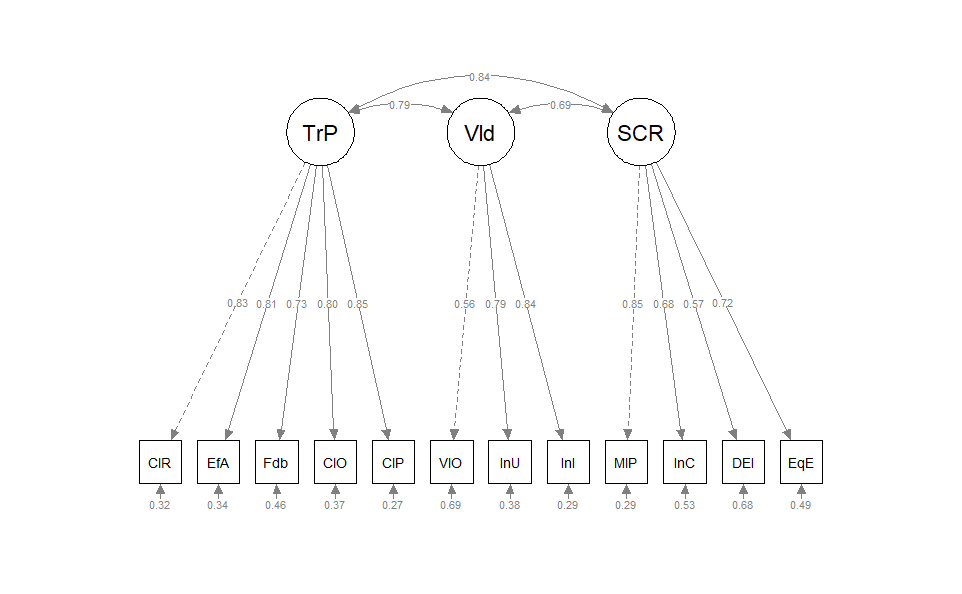 0.84
0.79 0.69
TrP Vld SCR
0.83 0.81 0.73 0.80 0.85 0.56 0.79 0.84 0.85 0.68 0.57 0.72
ClR EfA Fdb ClO ClP VlO InU InI MIP InC DEI EqE
0.32 0.34 0.46 0.37 0.27 0.69 0.38 0.29 0.29 0.53 0.68 0.49